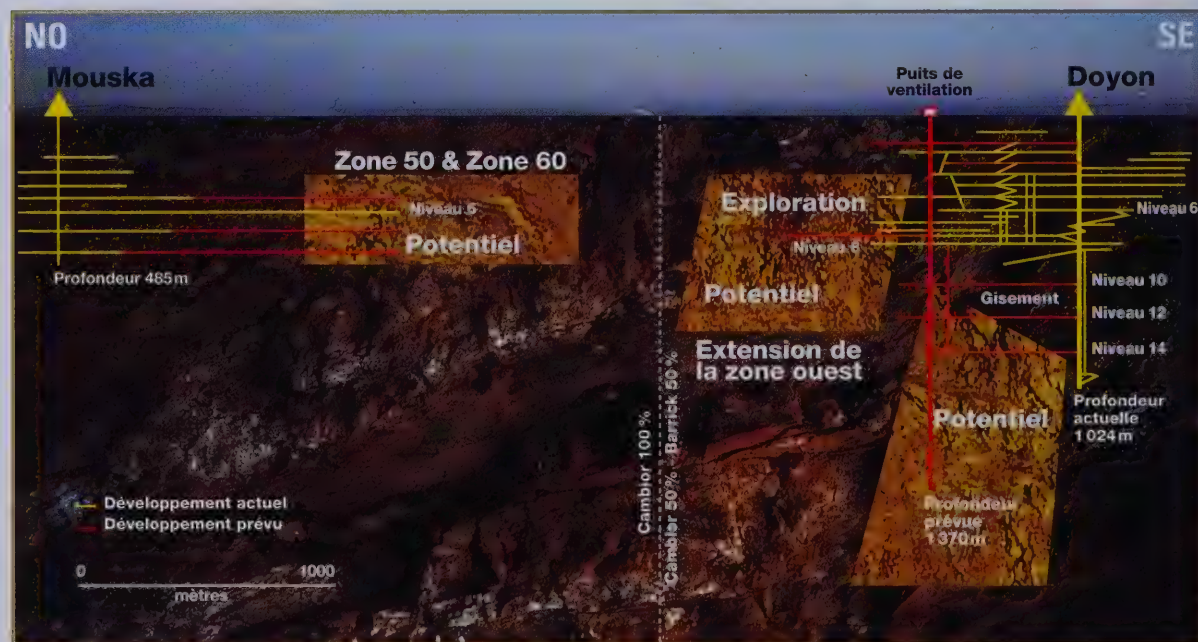 NO
SE
Mouska
Puits de
ventilation
Doyon
Zone 50 & Zone 60
Niveau 5
Potentiel
Profondeur 485 m
Exploration
Niveau 6
Niveau 6
Potentiel
Extension de
la zone ouest
Gisement
Niveau 10
Niveau 12
Niveau 14
Potentiel
Profondeur
actuelle
1 024 m
Profondeur
prévue
1 370 m
Cambior 100 %
Cambior 50 % – Barrick 50 %
Développement actuel
Développement prévu
0 1000
mètres